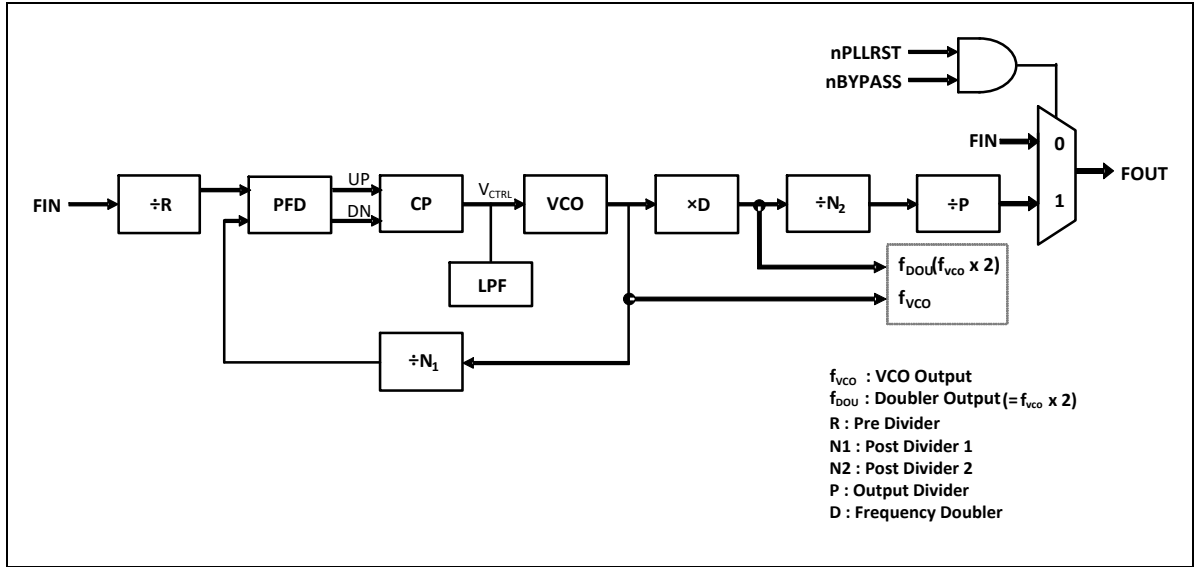 nPLLRST
nBYPASS
FIN
0
FOUT
1
FIN
÷R
PFD
UP
DN
CP
VCTRL
VCO
×D
÷N2
÷P
LPF
fDOU(fvco x 2)
fVCO
÷N1
fVCO : VCO Output
fDOU : Doubler Output (= fvco x 2)
R : Pre Divider
N1 : Post Divider 1
N2 : Post Divider 2
P : Output Divider
D : Frequency Doubler